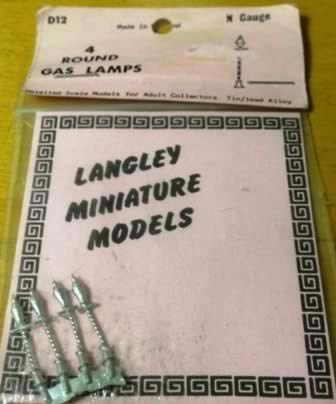 D12
Made in nd
N Gauge
4
ROUND
GAS LAMPS
Detailed Scale Models for Adult Collectors Tin/Lead Alloy
LANGLEY
MINIATURE
MODELS